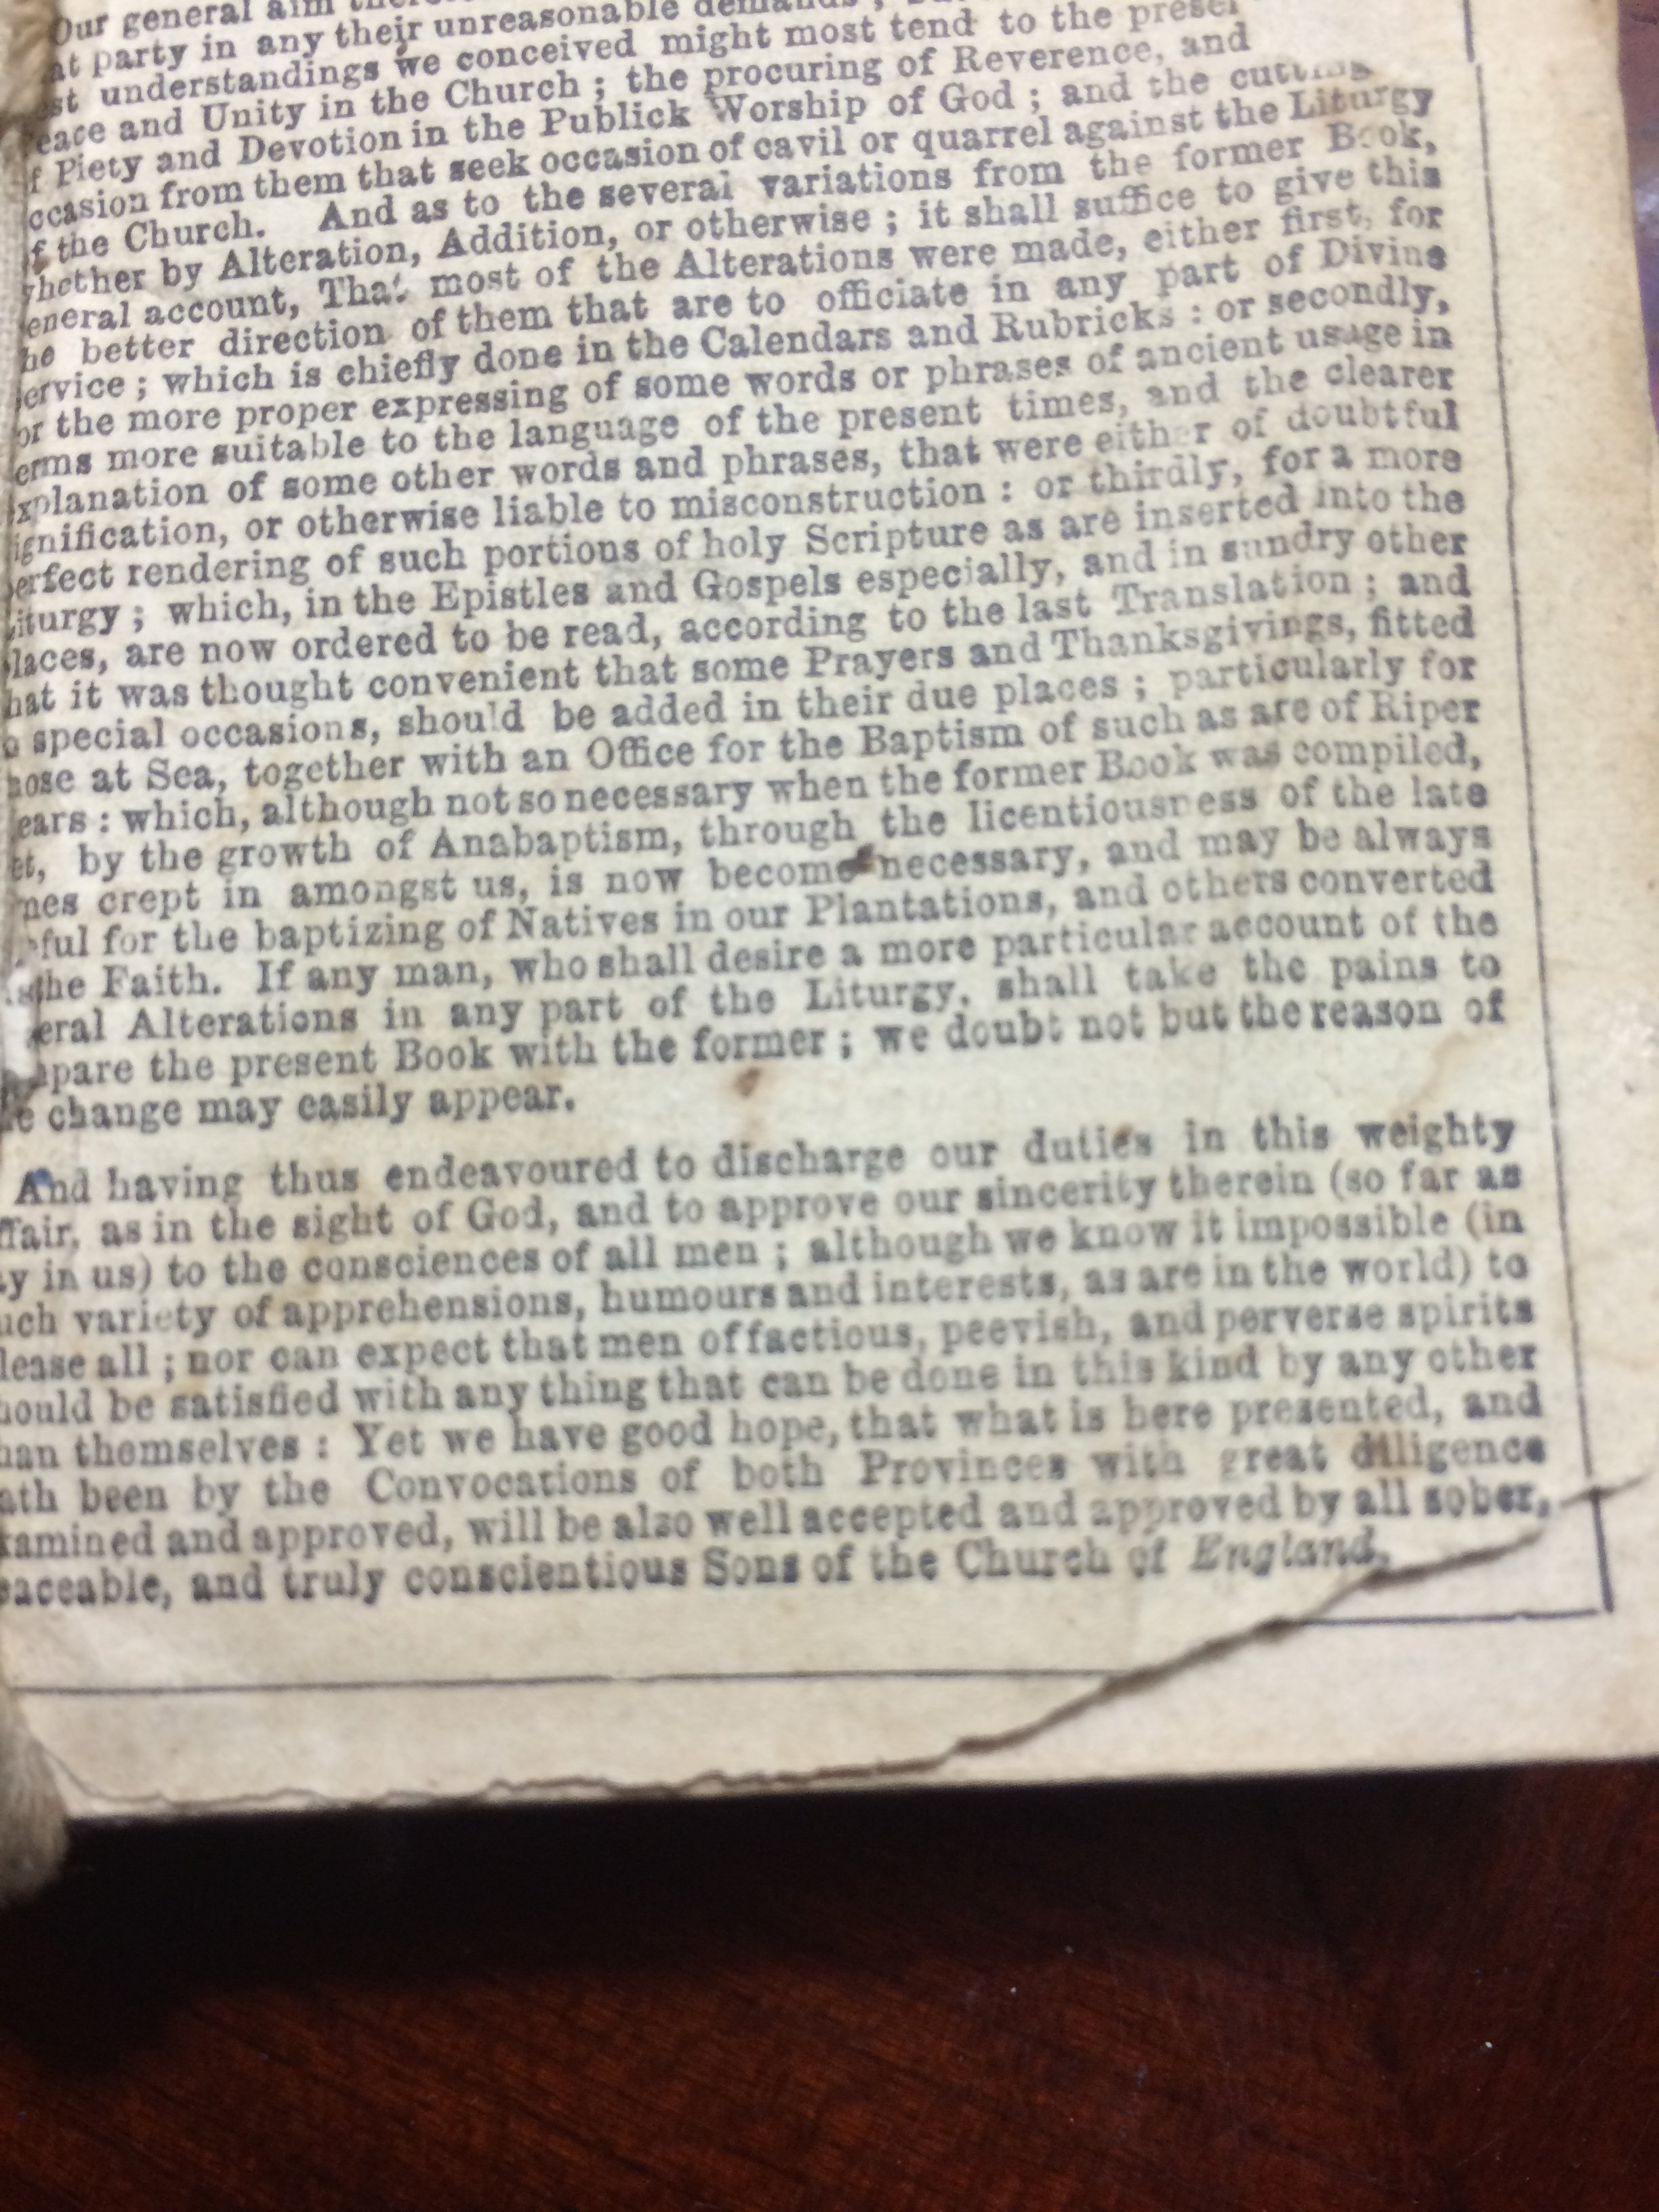 Our general aim
at party in any their unreasonable demands ;
est understandings we conceived might most tend to the preser
eace and Unity in the Church ; the procuring of Reverence, and
f Piety and Devotion in the Publick Worship of God ; and the cutting
ccasion from them that seek occasion of cavil or quarrel against the Liturgy
f the Church. And as to the several variations from the former Book,
hether by Alteration, Addition, or otherwise ; it shall suffice to give this
eneral account, That most of the Alterations were made, either first, for
he better direction of them that are to officiate in any part of Divine
ervice ; which is chiefly done in the Calendars and Rubricks : or secondly,
or the more proper expressing of some words or phrases of ancient usage in
erms more suitable to the language of the present times, and the clearer
xplanation of some other words and phrases, that were either of doubtful
ignification, or otherwise liable to misconstruction : or thirdly, for a more
erfect rendering of such portions of holy Scripture as are inserted into the
iturgy ; which, in the Epistles and Gospels especially, and in sundry other
laces, are now ordered to be read, according to the last Translation ; and
hat it was thought convenient that some Prayers and Thanksgivings, fitted
o special occasions, should be added in their due places ; particularly for
hose at Sea, together with an Office for the Baptism of such as are of Riper
ears : which, although not so necessary when the former Book was compiled,
et, by the growth of Anabaptism, through the licentiousness of the late
mes crept in amongst us, is now become necessary, and may be always
eful for the baptizing of Natives in our Plantations, and others converted
the Faith. If any man, who shall desire a more particular account of the
eral Alterations in any part of the Liturgy, shall take the pains to
pare the present Book with the former ; we doubt not but the reason of
e change may easily appear.
And having thus endeavoured to discharge our duties in this weighty
ffair, as in the sight of God, and to approve our sincerity therein (so far as
ay in us) to the consciences of all men ; although we know it impossible (in
uch variety of apprehensions, humours and interests, as are in the world) to
lease all ; nor can expect that men of factious, peevish, and perverse spirits
hould be satisfied with any thing that can be done in this kind by any other
han themselves : Yet we have good hope, that what is here presented, and
ath been by the Convocations of both Provinces with great diligence
xamined and approved, will be also well accepted and approved by all sober,
eaceable, and truly conscientious Sons of the Church of England.